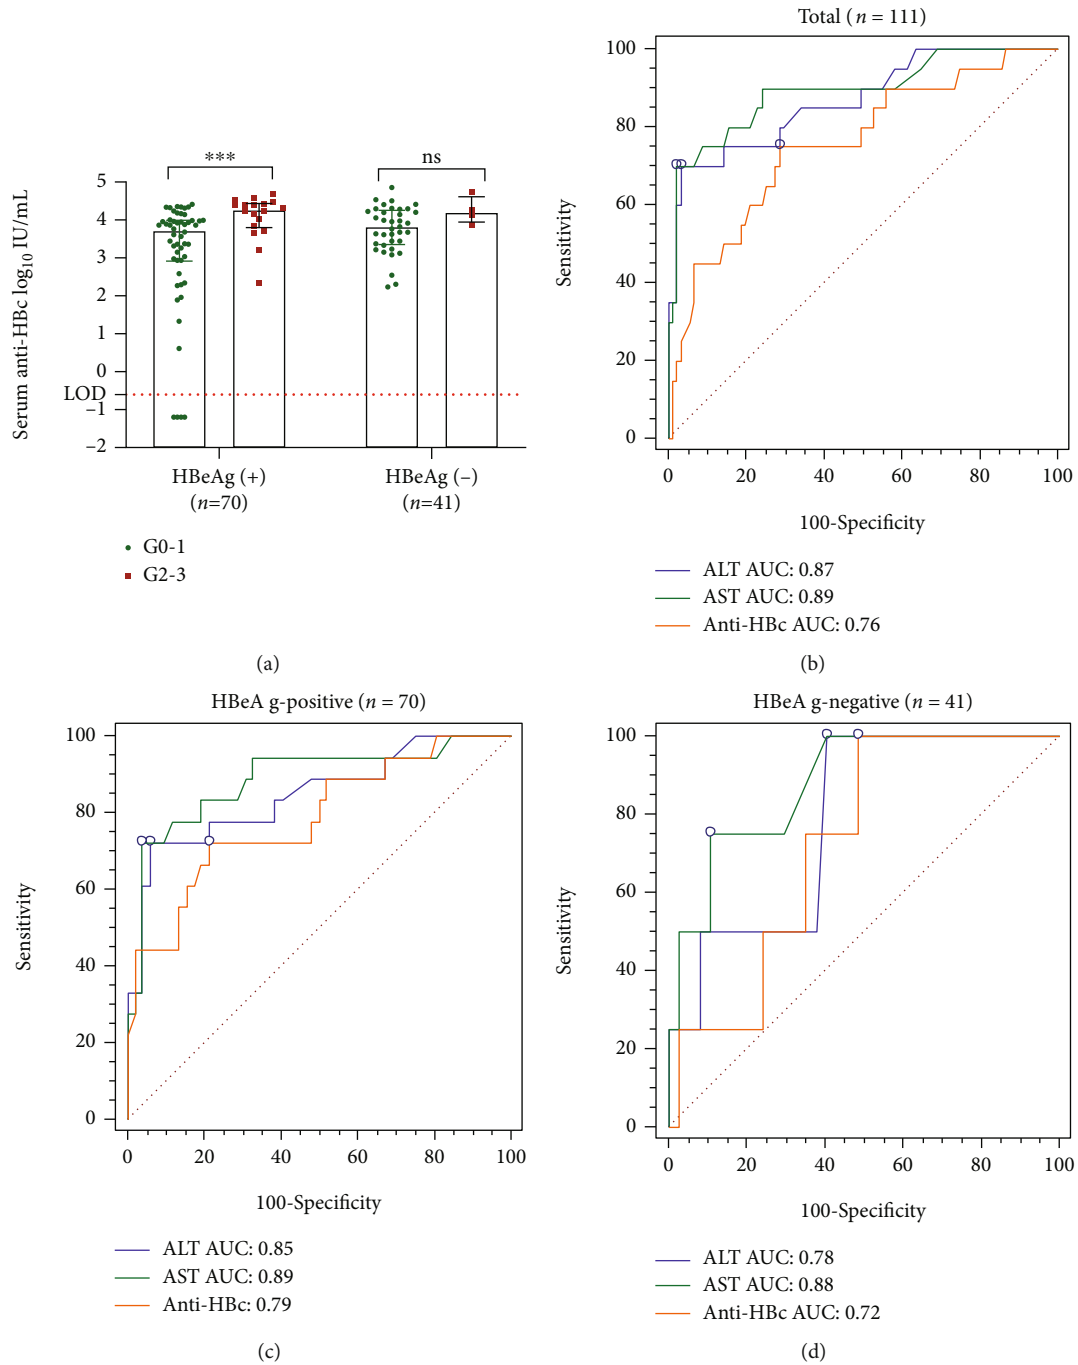 Serum anti-HBc log10 IU/mL
5
4
3
2
1
0
LOD
−1
−2
***
ns
HBeAg (+)
(n=70)
HBeAg (−)
(n=41)
G0-1
G2-3
(a)
Total (n = 111)
Sensitivity
100
80
60
40
20
0
0 20 40 60 80 100
100-Specificity
ALT AUC: 0.87
AST AUC: 0.89
Anti-HBc AUC: 0.76
(b)
HBeA g-positive (n = 70)
Sensitivity
100
80
60
40
20
0
0 20 40 60 80 100
100-Specificity
ALT AUC: 0.85
AST AUC: 0.89
Anti-HBc: 0.79
(c)
HBeA g-negative (n = 41)
Sensitivity
100
80
60
40
20
0
0 20 40 60 80 100
100-Specificity
ALT AUC: 0.78
AST AUC: 0.88
Anti-HBc AUC: 0.72
(d)